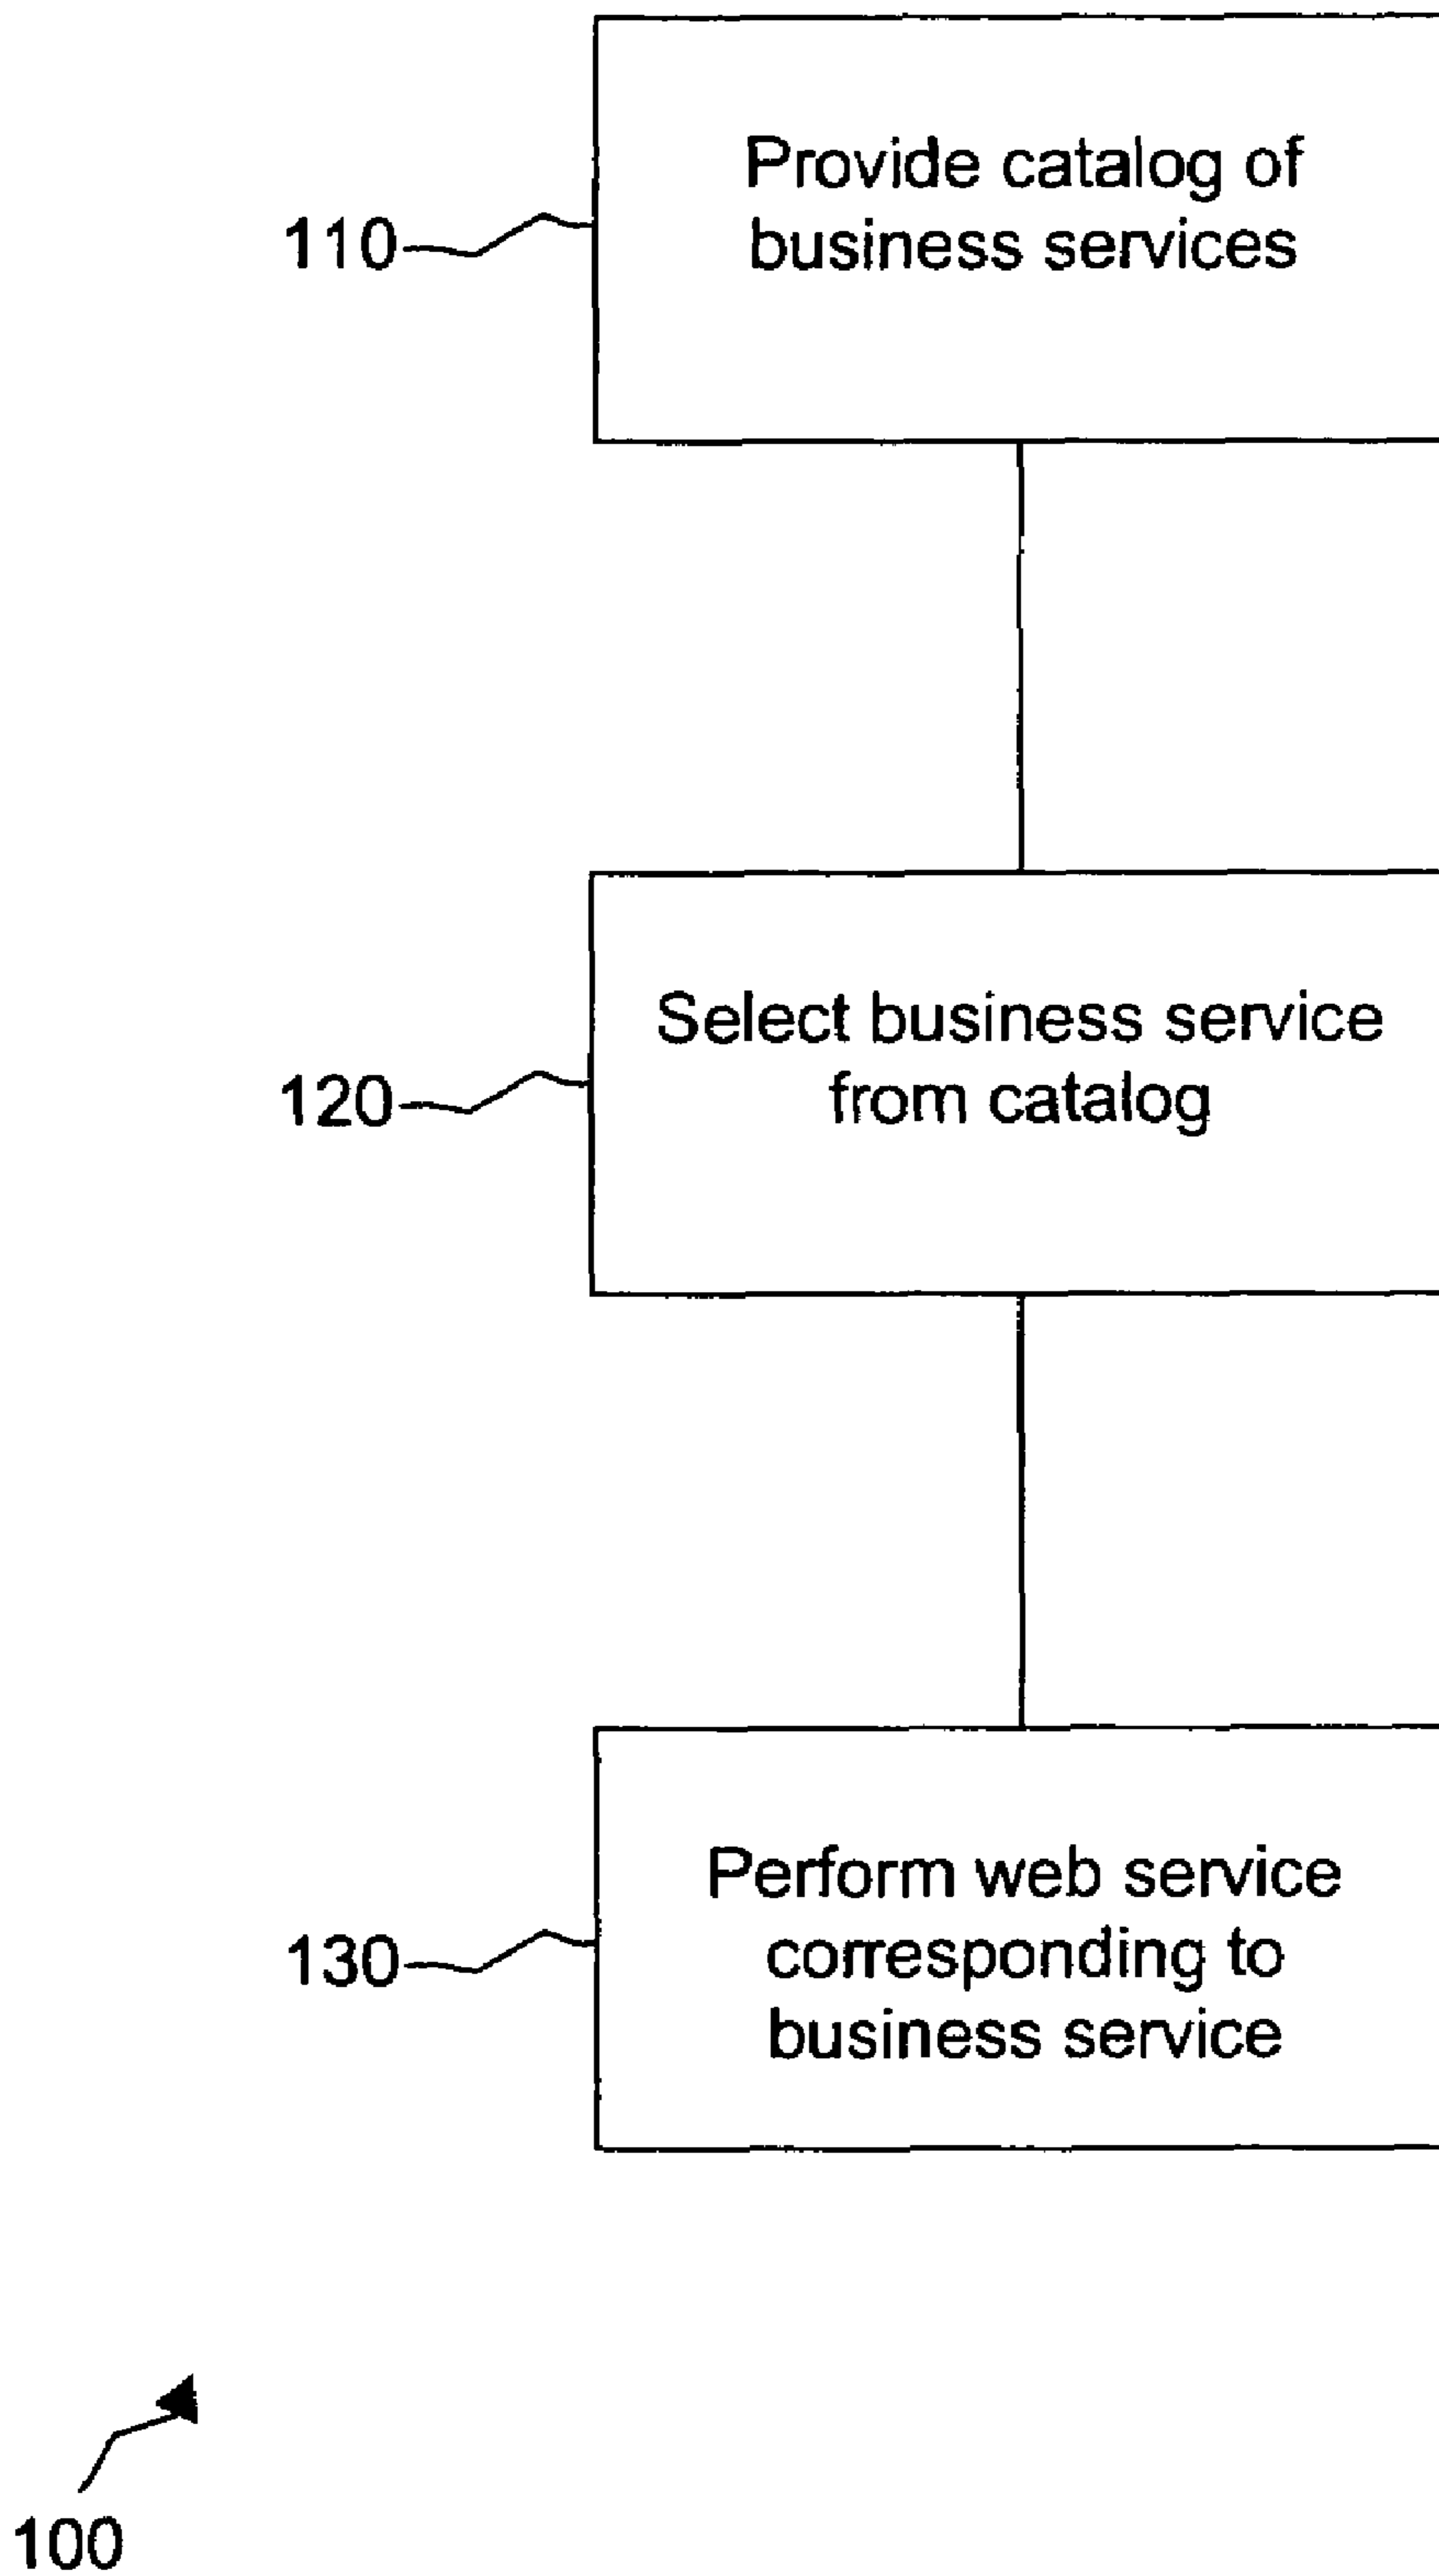 Provide catalog of
business services
110
Select business service
from catalog
120
Perform web service
corresponding to
business service
130
100